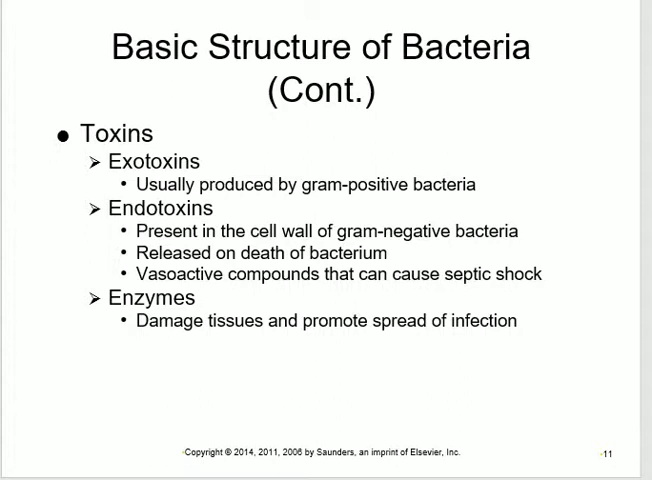 Basic Structure of Bacteria
(Cont.)
● Toxins
➢ Exotoxins
• Usually produced by gram-positive bacteria
➢ Endotoxins
• Present in the cell wall of gram-negative bacteria
• Released on death of bacterium
• Vasoactive compounds that can cause septic shock
➢ Enzymes
• Damage tissues and promote spread of infection
Copyright © 2014, 2011, 2006 by Saunders, an imprint of Elsevier, Inc.
11